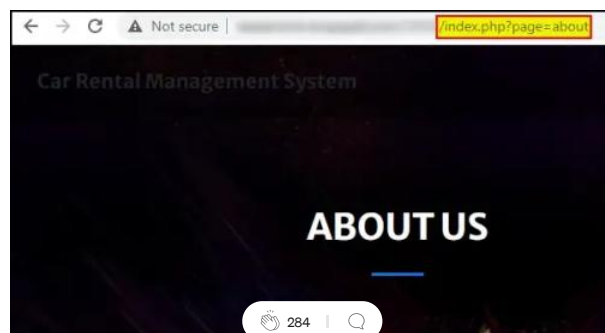 Not secure
/index.php?page=about
Car Rental Management System
ABOUT US
284